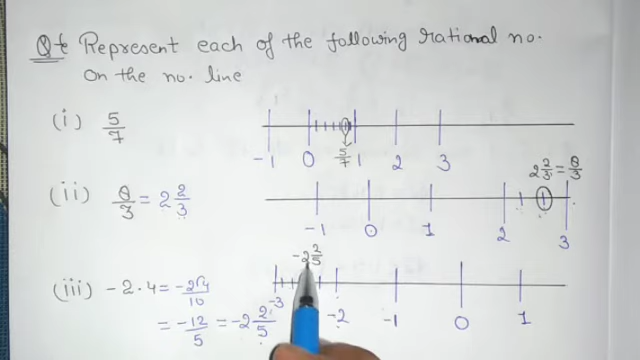 Qt Represent each of the following rational no.
on the no. line
(i) 5/7
-1 0 5/7 1 2 3
(ii) 8/3 = 2 2/3
2 2/3 = 8/3
-1 0 1 2 3
(iii) -2.4 = -24/10
= -12/5 = -2 2/5
-2 2/5
-3 -2 -1 0 1